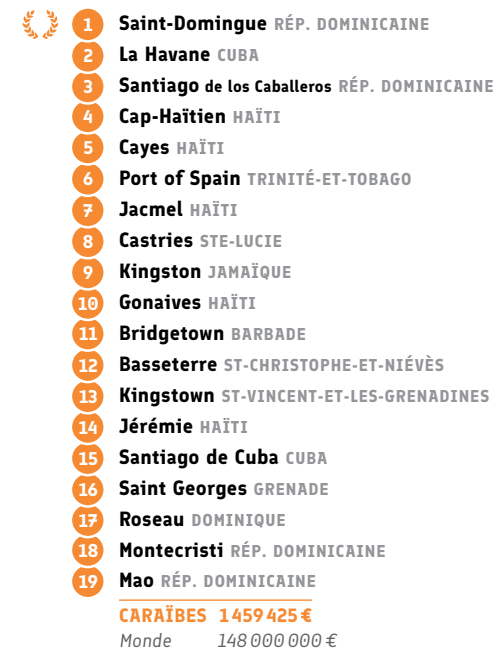 1 Saint-Domingue RÉP. DOMINICAINE
2 La Havane CUBA
3 Santiago de los Caballeros RÉP. DOMINICAINE
4 Cap-Haïtien HAÏTI
5 Cayes HAÏTI
6 Port of Spain TRINITÉ-ET-TOBAGO
7 Jacmel HAÏTI
8 Castries STE-LUCIE
9 Kingston JAMAÏQUE
10 Gonaives HAÏTI
11 Bridgetown BARBADE
12 Basseterre ST-CHRISTOPHE-ET-NIÉVÈS
13 Kingstown ST-VINCENT-ET-LES-GRENADINES
14 Jérémie HAÏTI
15 Santiago de Cuba CUBA
16 Saint Georges GRENADE
17 Roseau DOMINIQUE
18 Montecristi RÉP. DOMINICAINE
19 Mao RÉP. DOMINICAINE
CARAÏBES 1 459 425 €
Monde 148 000 000 €